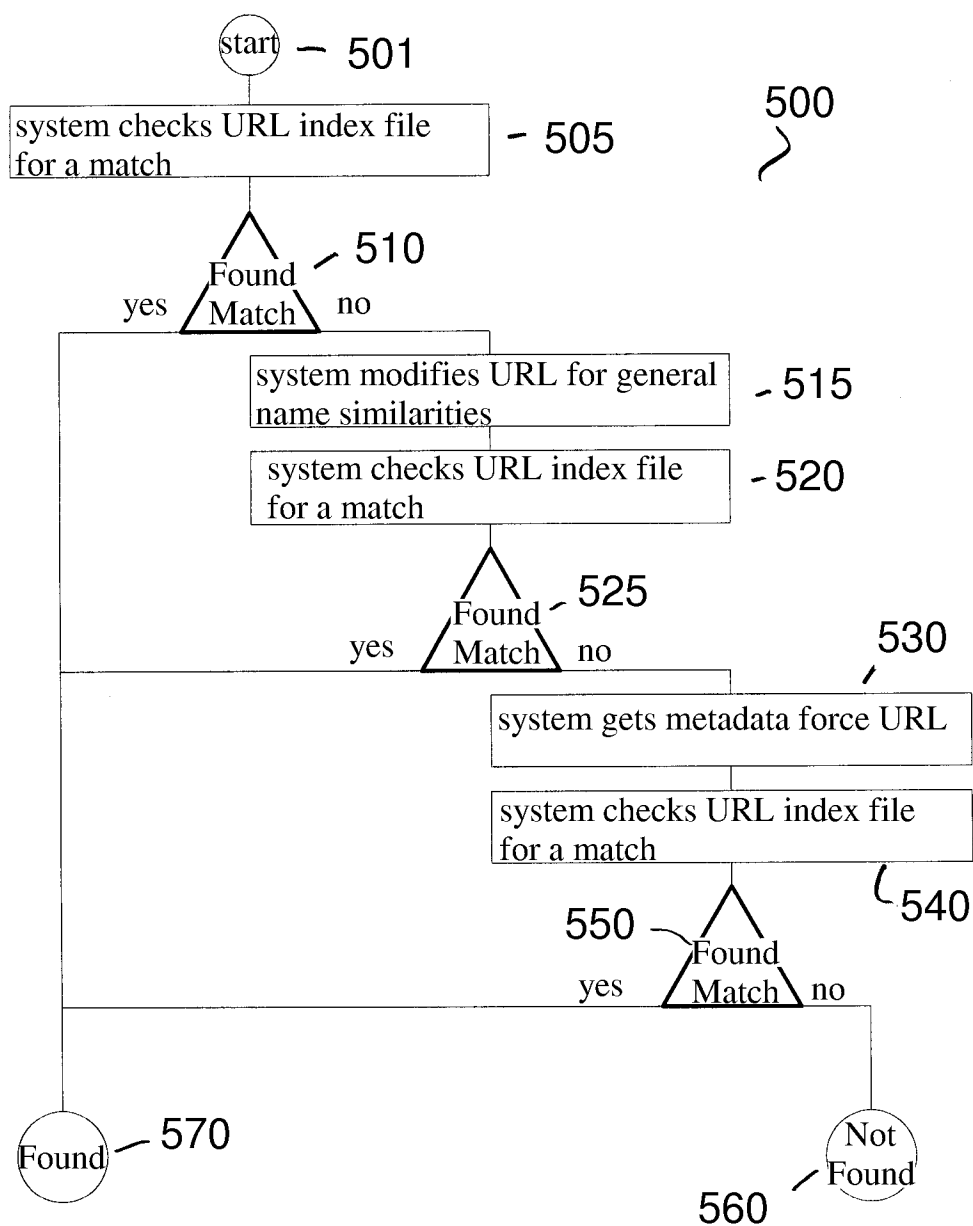 start
501
system checks URL index file
for a match
505
500
Found
Match
510
yes
no
system modifies URL for general
name similarities
515
system checks URL index file
for a match
520
Found
Match
525
yes
no
530
system gets metadata force URL
system checks URL index file
for a match
540
550
Found
Match
yes
no
Found
570
Not
Found
560